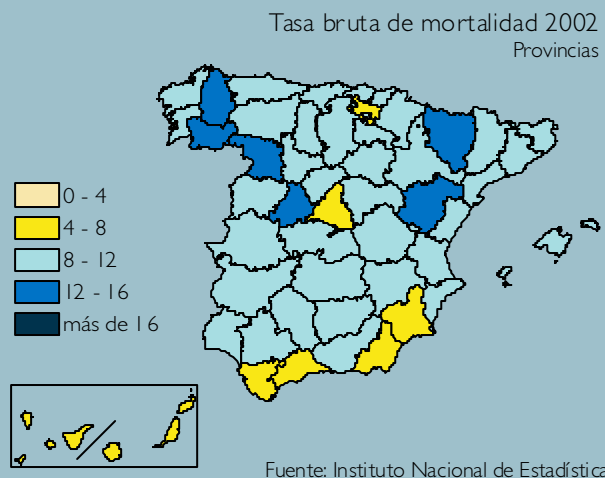 Tasa bruta de mortalidad 2002
Provincias
0 - 4
4 - 8
8 - 12
12 - 16
más de 16
Fuente: Instituto Nacional de Estadística